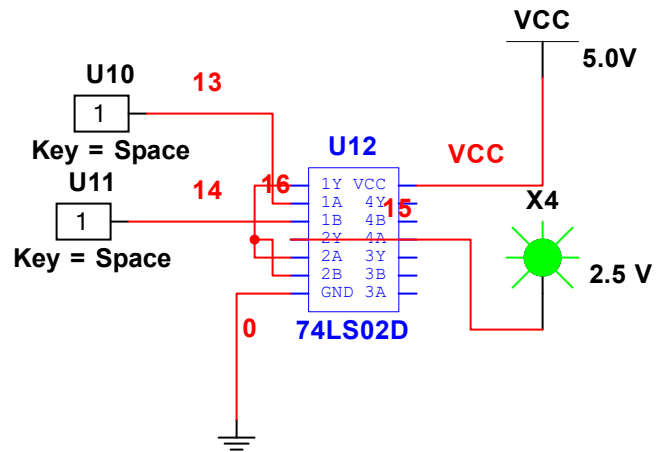 VCC
5.0V
U10
1
Key = Space
13
U11
1
Key = Space
14
U12
74LS02D
16
15
VCC
1Y VCC
1A 4Y
1B 4B
2Y 4A
2A 3Y
2B 3B
GND 3A
0
X4
2.5 V